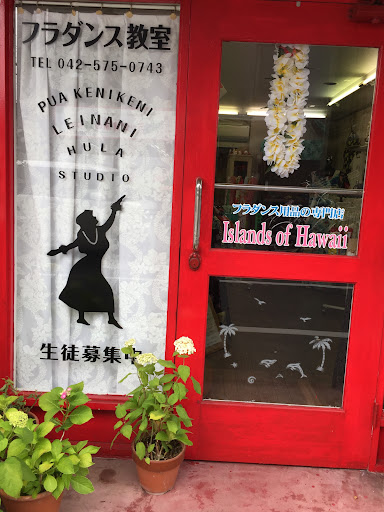 フラダンス教室
TEL 042-575-0743
PUA KENIKENI
LEINANI
HULA
STUDIO
生徒募集中
フラダンス用品の専門店
Islands of Hawaii